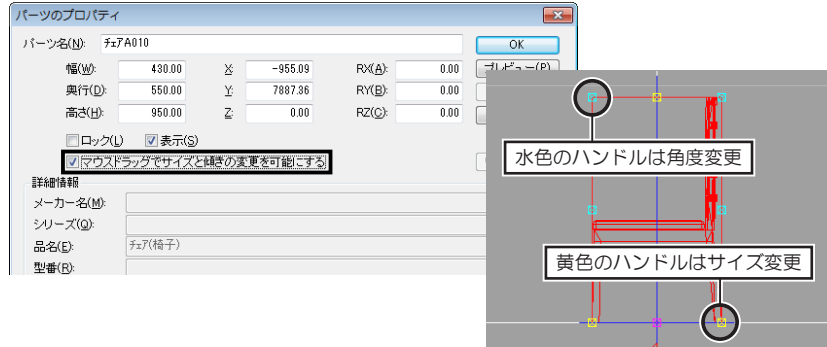 パーツのプロパティ
パーツ名(N): チェアA010
OK
幅(W): 430.00 X: -955.09 RX(A): 0.00 プレビュー(P)
奥行(D): 550.00 Y: 7887.36 RY(B): 0.00
高さ(H): 950.00 Z: 0.00 RZ(C): 0.00
ロック(L) 表示(S)
マウスドラッグでサイズと傾きの変更を可能にする
詳細情報
メーカー名(M):
シリーズ(Q):
品名(E): チェア(椅子)
型番(R):
水色のハンドルは角度変更
黄色のハンドルはサイズ変更